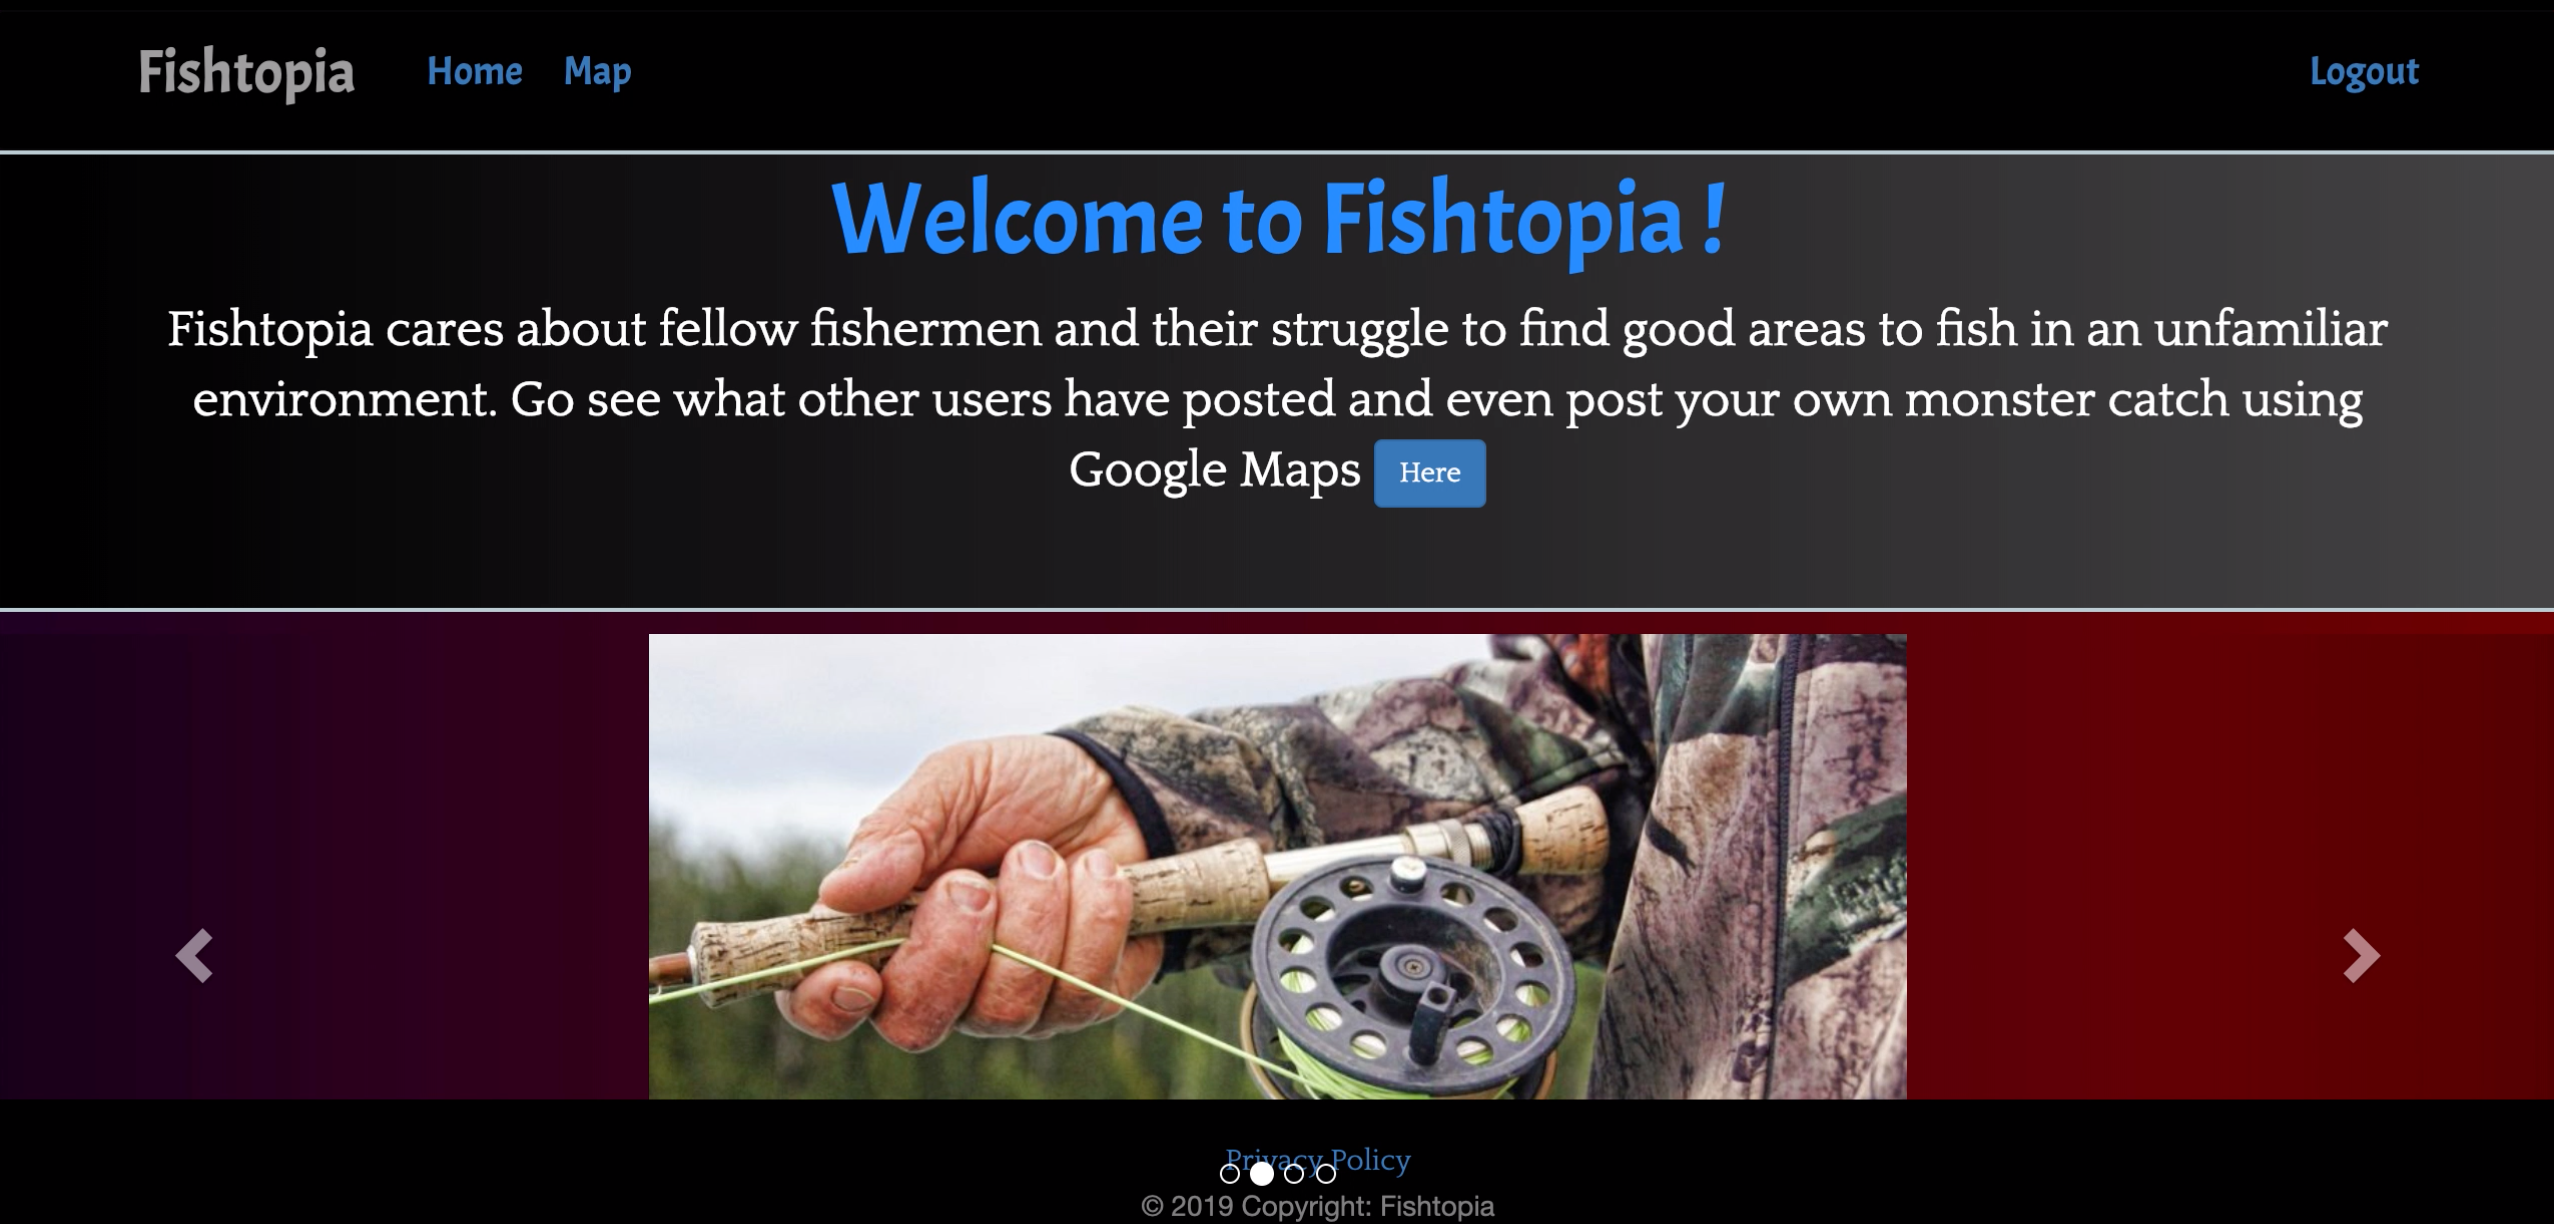 Fishtopia Home Map Logout
Welcome to Fishtopia !
Fishtopia cares about fellow fishermen and their struggle to find good areas to fish in an unfamiliar
environment. Go see what other users have posted and even post your own monster catch using
Google Maps Here
Privacy Policy
© 2019 Copyright: Fishtopia